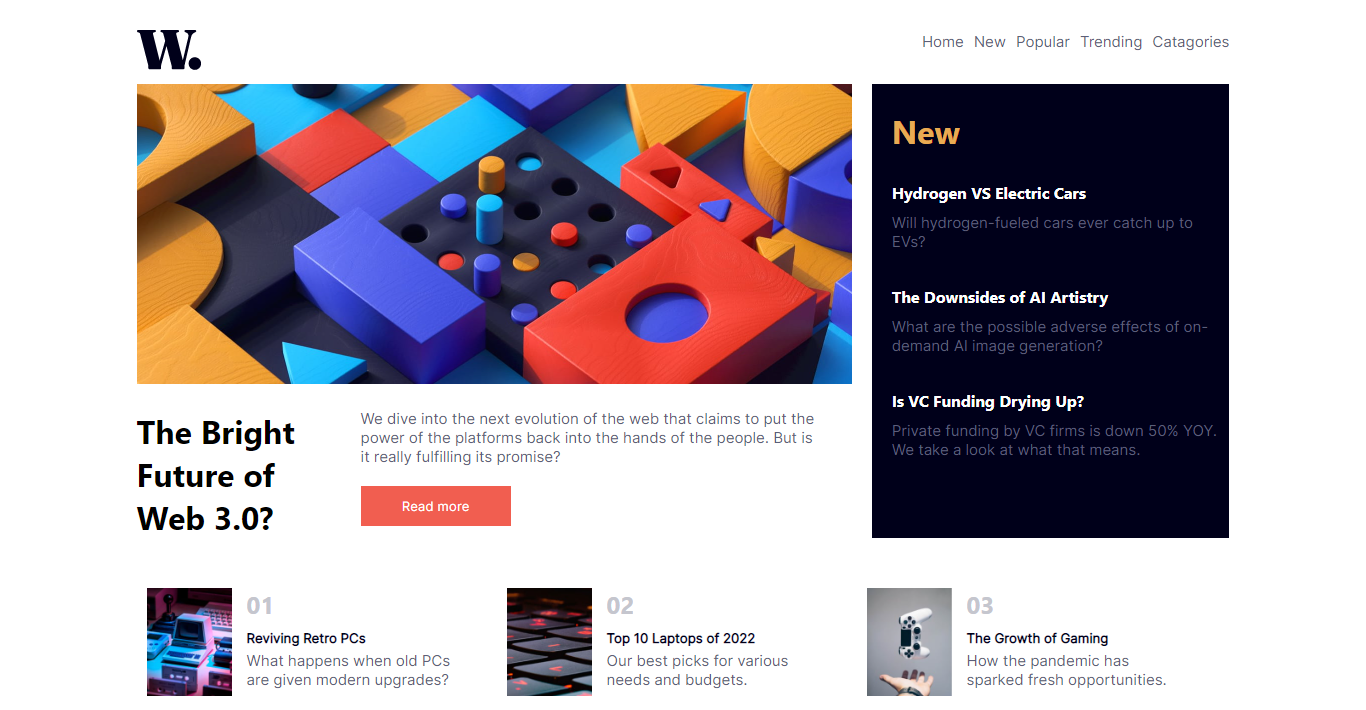 W.
Home New Popular Trending Catagories
New
Hydrogen VS Electric Cars
Will hydrogen-fueled cars ever catch up to
EVs?
The Downsides of AI Artistry
What are the possible adverse effects of on-
demand AI image generation?
Is VC Funding Drying Up?
Private funding by VC firms is down 50% YOY.
We take a look at what that means.
The Bright
Future of
Web 3.0?
We dive into the next evolution of the web that claims to put the
power of the platforms back into the hands of the people. But is
it really fulfilling its promise?
Read more
01
Reviving Retro PCs
What happens when old PCs
are given modern upgrades?
02
Top 10 Laptops of 2022
Our best picks for various
needs and budgets.
03
The Growth of Gaming
How the pandemic has
sparked fresh opportunities.